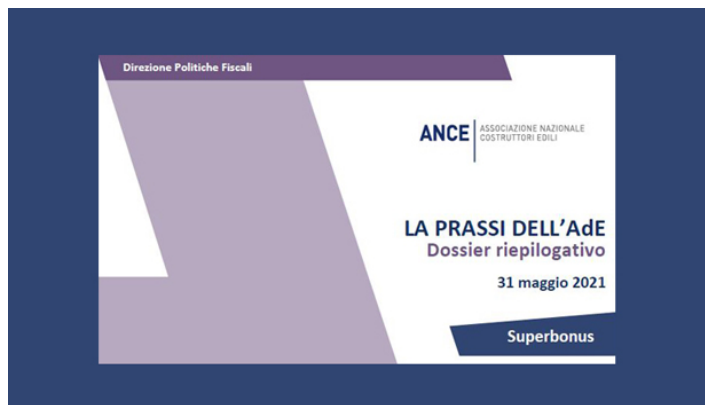 Direzione Politiche Fiscali
ANCE
ASSOCIAZIONE NAZIONALE
COSTRUTTORI EDILI
LA PRASSI DELL'AdE
Dossier riepilogativo
31 maggio 2021
Superbonus